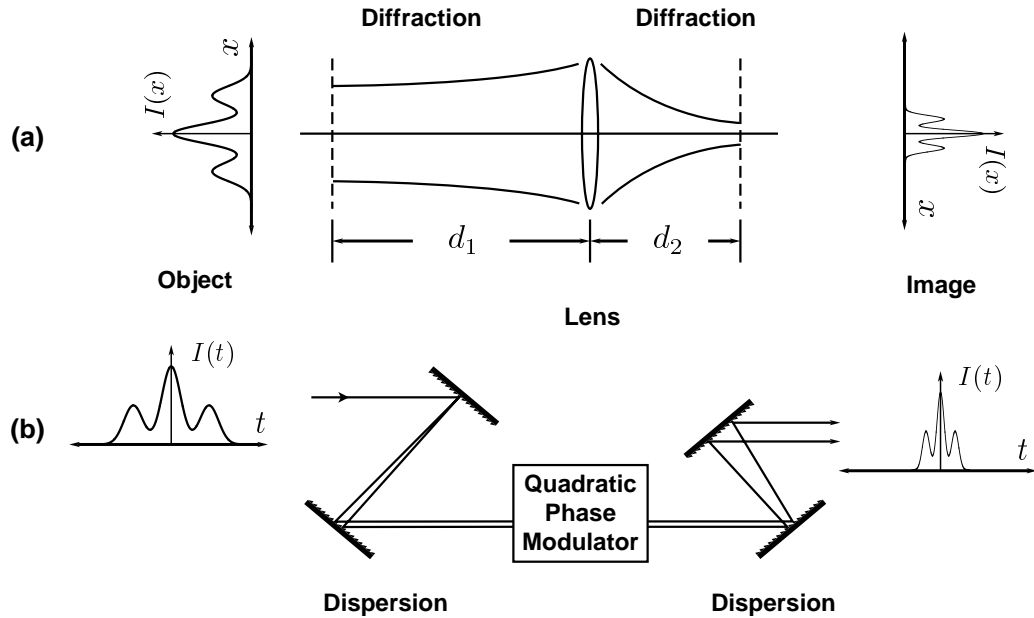 Diffraction
Diffraction
(a)
x
I(x)
I(x)
x
d₁
d₂
Object
Image
Lens
I(t)
t
(b)
I(t)
t
Quadratic
Phase
Modulator
Dispersion
Dispersion